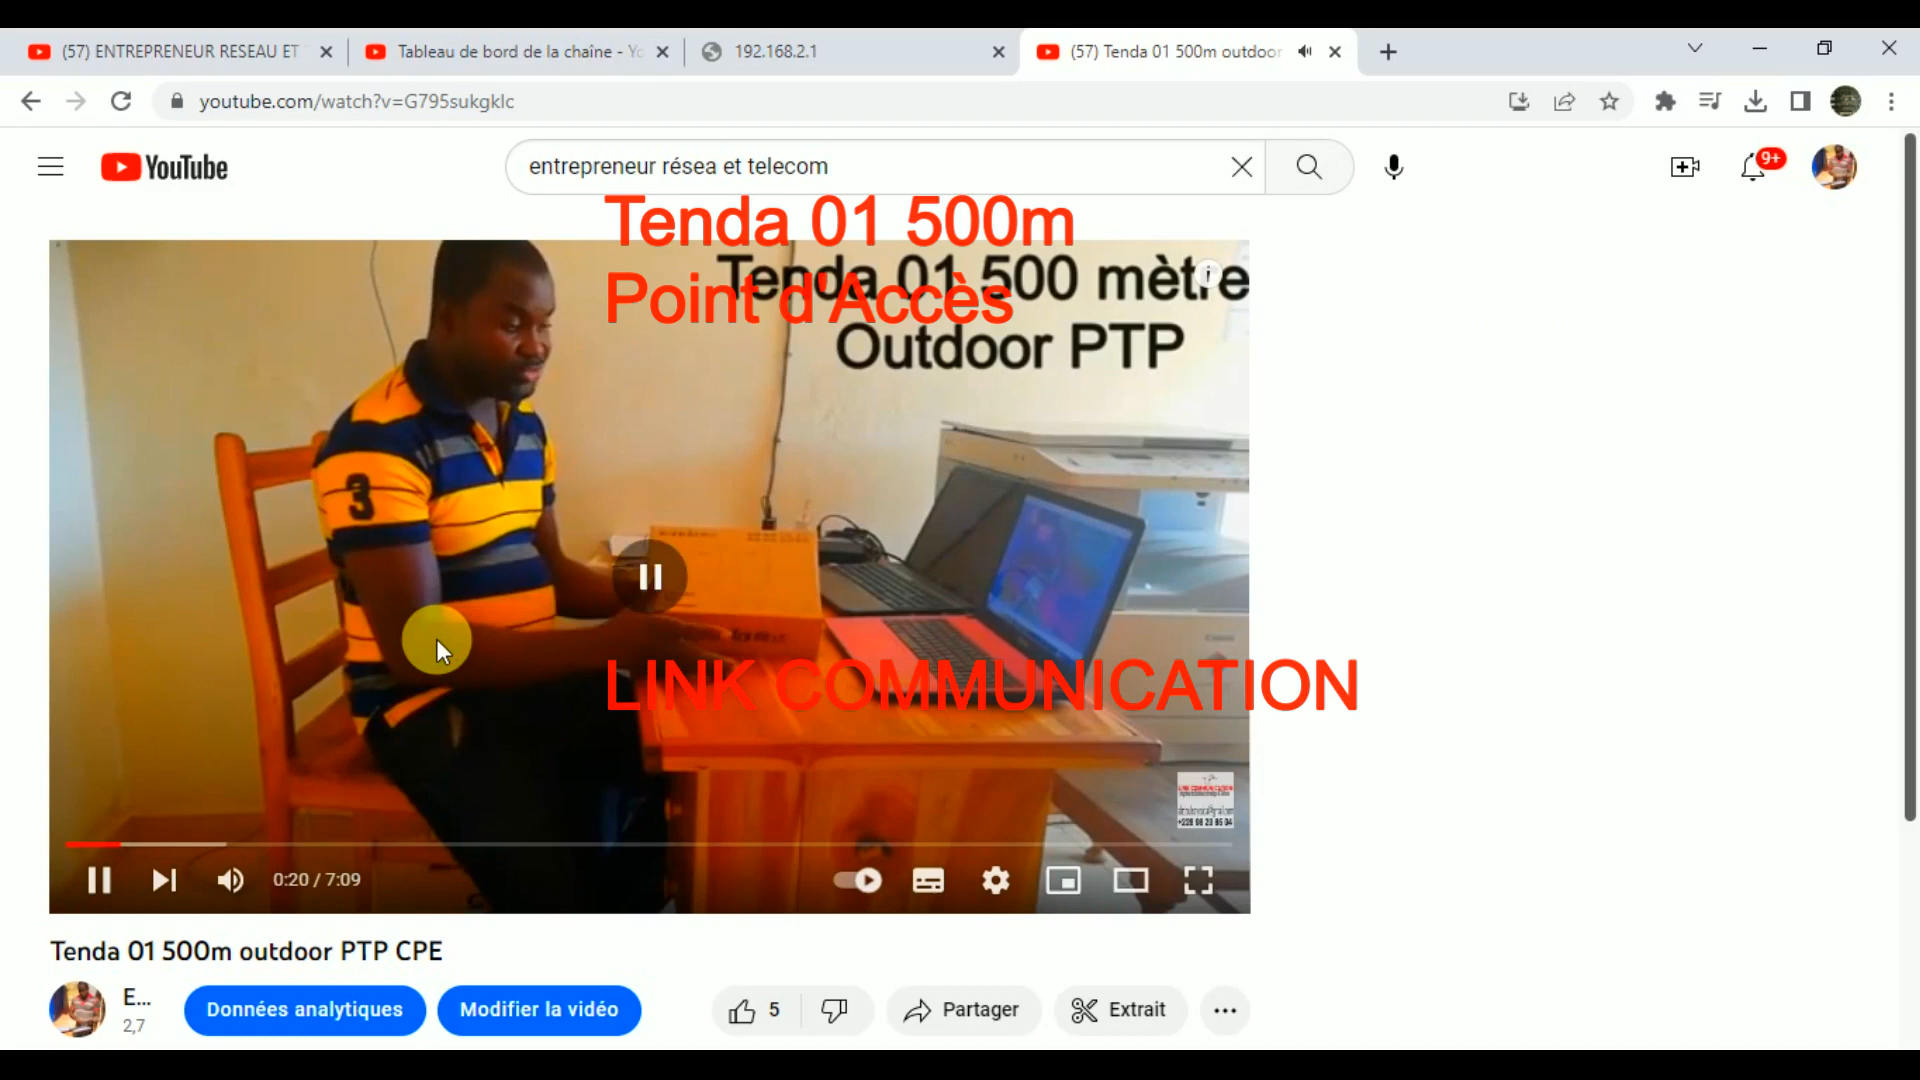 (57) ENTREPRENEUR RESEAU ET
Tableau de bord de la chaîne - Yo
192.168.2.1
(57) Tenda 01 500m outdoor
youtube.com/watch?v=G795sukgklc
YouTube
entrepreneur résea et telecom
9+
Tenda 01 500m
Point d'Accès
Tenda 01 500 mètre
Outdoor PTP
3
LINK COMMUNICATION
LINK COMMUNICATION
0:20 / 7:09
Tenda 01 500m outdoor PTP CPE
E...
2,7
Données analytiques
Modifier la vidéo
5
Partager
Extrait